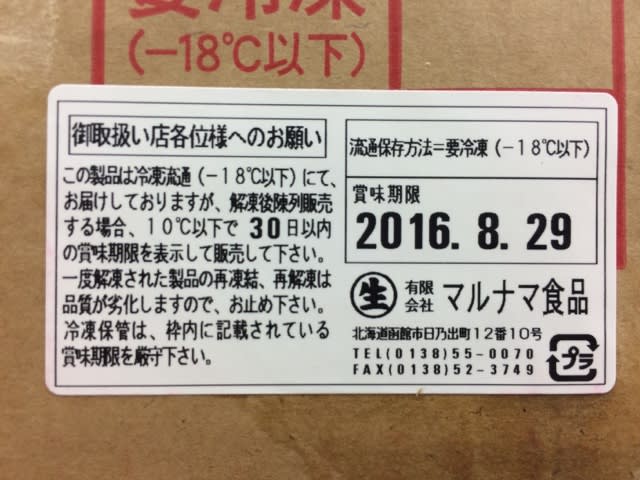 要冷凍
(－18℃以下)
御取扱い店各位様へのお願い
この製品は冷凍流通(－18℃以下)にて、
お届けしておりますが、解凍後陳列販売
する場合、10℃以下で30日以内
の賞味期限を表示して販売して下さい。
一度解凍された製品の再凍結、再解凍は
品質が劣化しますので、お止め下さい。
冷凍保管は、枠内に記載されている
賞味期限を厳守下さい。
流通保存方法＝要冷凍(－18℃以下)
賞味期限
2016. 8. 29
生 有限会社 マルナマ食品
北海道函館市日乃出町12番10号
TEL(0138)55-0070
FAX(0138)52-3749
プラ